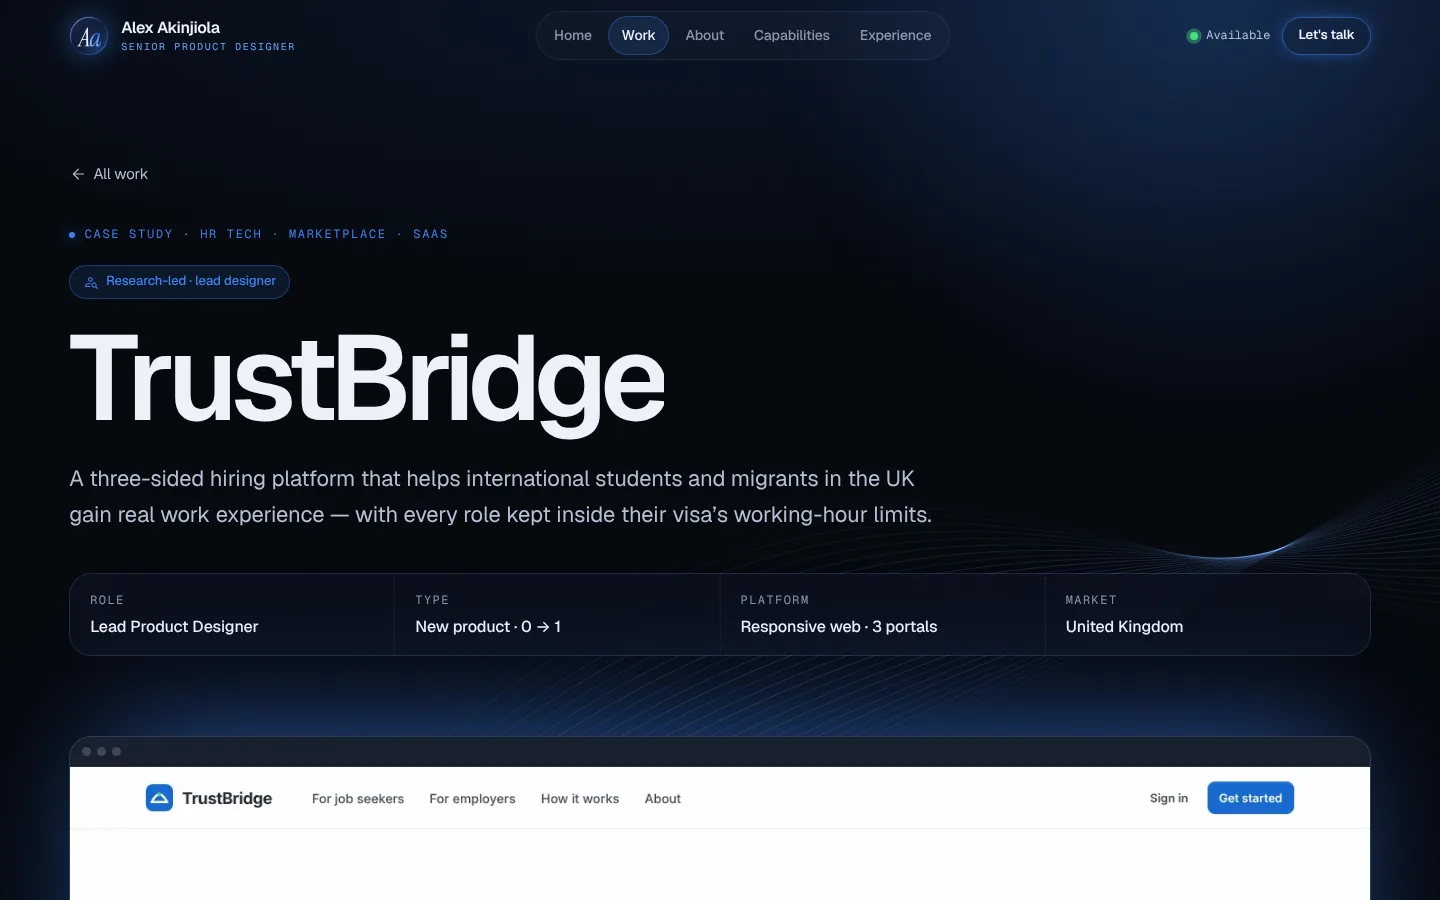 Aa
Alex Akinjiola
SENIOR PRODUCT DESIGNER
Home
Work
About
Capabilities
Experience
Available
Let's talk
← All work
CASE STUDY · HR TECH · MARKETPLACE · SAAS
Research-led · lead designer
TrustBridge
A three-sided hiring platform that helps international students and migrants in the UK
gain real work experience — with every role kept inside their visa’s working-hour limits.
ROLE
Lead Product Designer
TYPE
New product · 0 → 1
PLATFORM
Responsive web · 3 portals
MARKET
United Kingdom
TrustBridge
For job seekers
For employers
How it works
About
Sign in
Get started